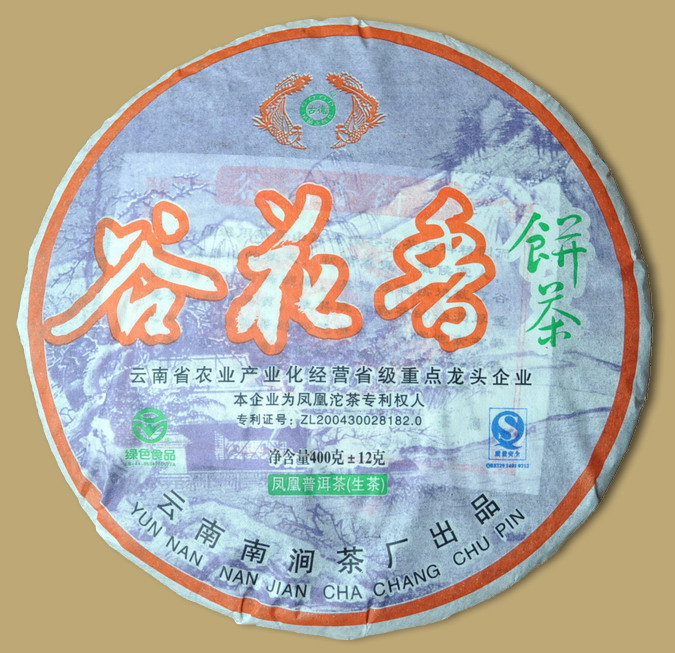 谷花香
餅茶
云南省农业产业化经营省级重点龙头企业
本企业为凤凰沱茶专利权人
专利证号：ZL200430028182.0
绿色食品
质量安全
净含量400克±12克
凤凰普洱茶(生茶)
云南南涧茶厂出品
YUN NAN NAN JIAN CHA CHANG CHU PIN